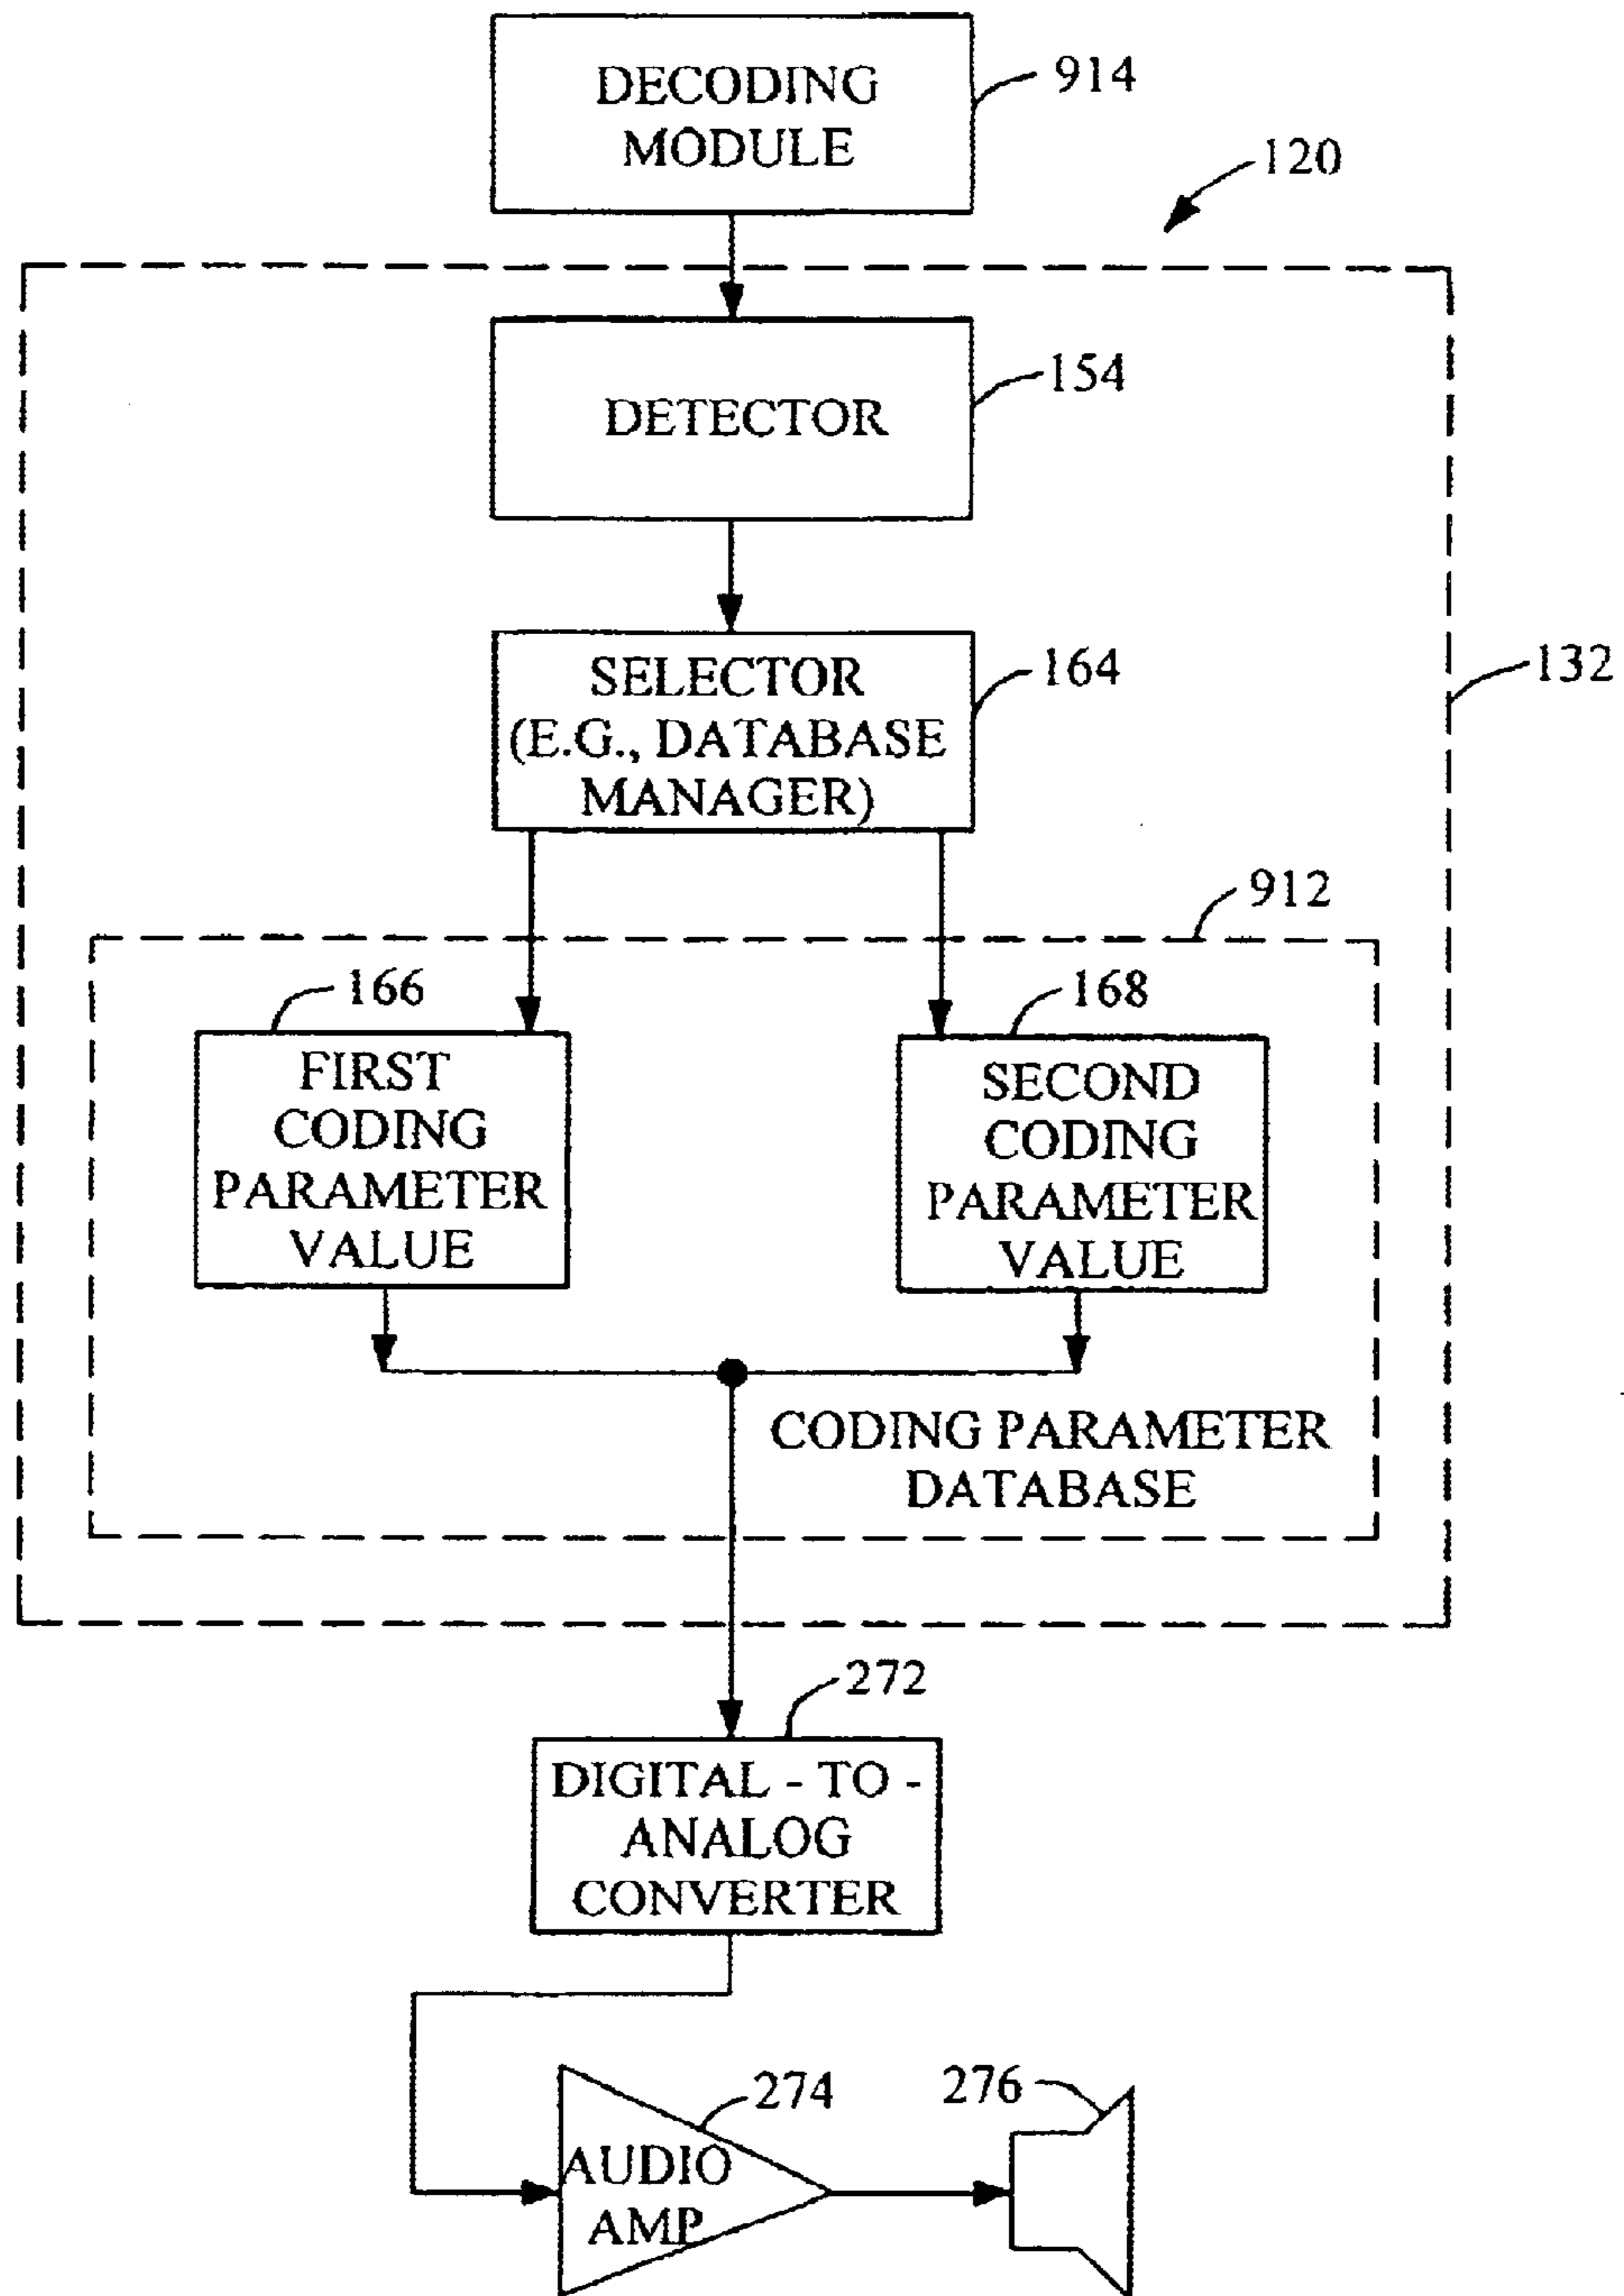 DECODING
MODULE
914
120
DETECTOR
154
SELECTOR
(E.G., DATABASE
MANAGER)
164
132
912
166
168
FIRST
CODING
PARAMETER
VALUE
SECOND
CODING
PARAMETER
VALUE
CODING PARAMETER
DATABASE
272
DIGITAL - TO -
ANALOG
CONVERTER
274
276
AUDIO
AMP